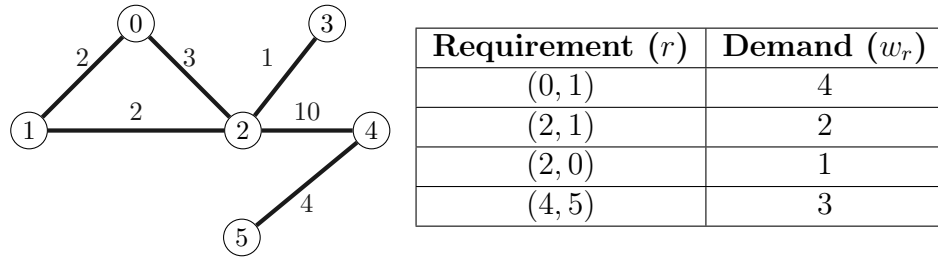 0
3
2
3
1
2
10
1
2
4
4
5
Requirement (r) Demand (w_r)
(0, 1) 4
(2, 1) 2
(2, 0) 1
(4, 5) 3